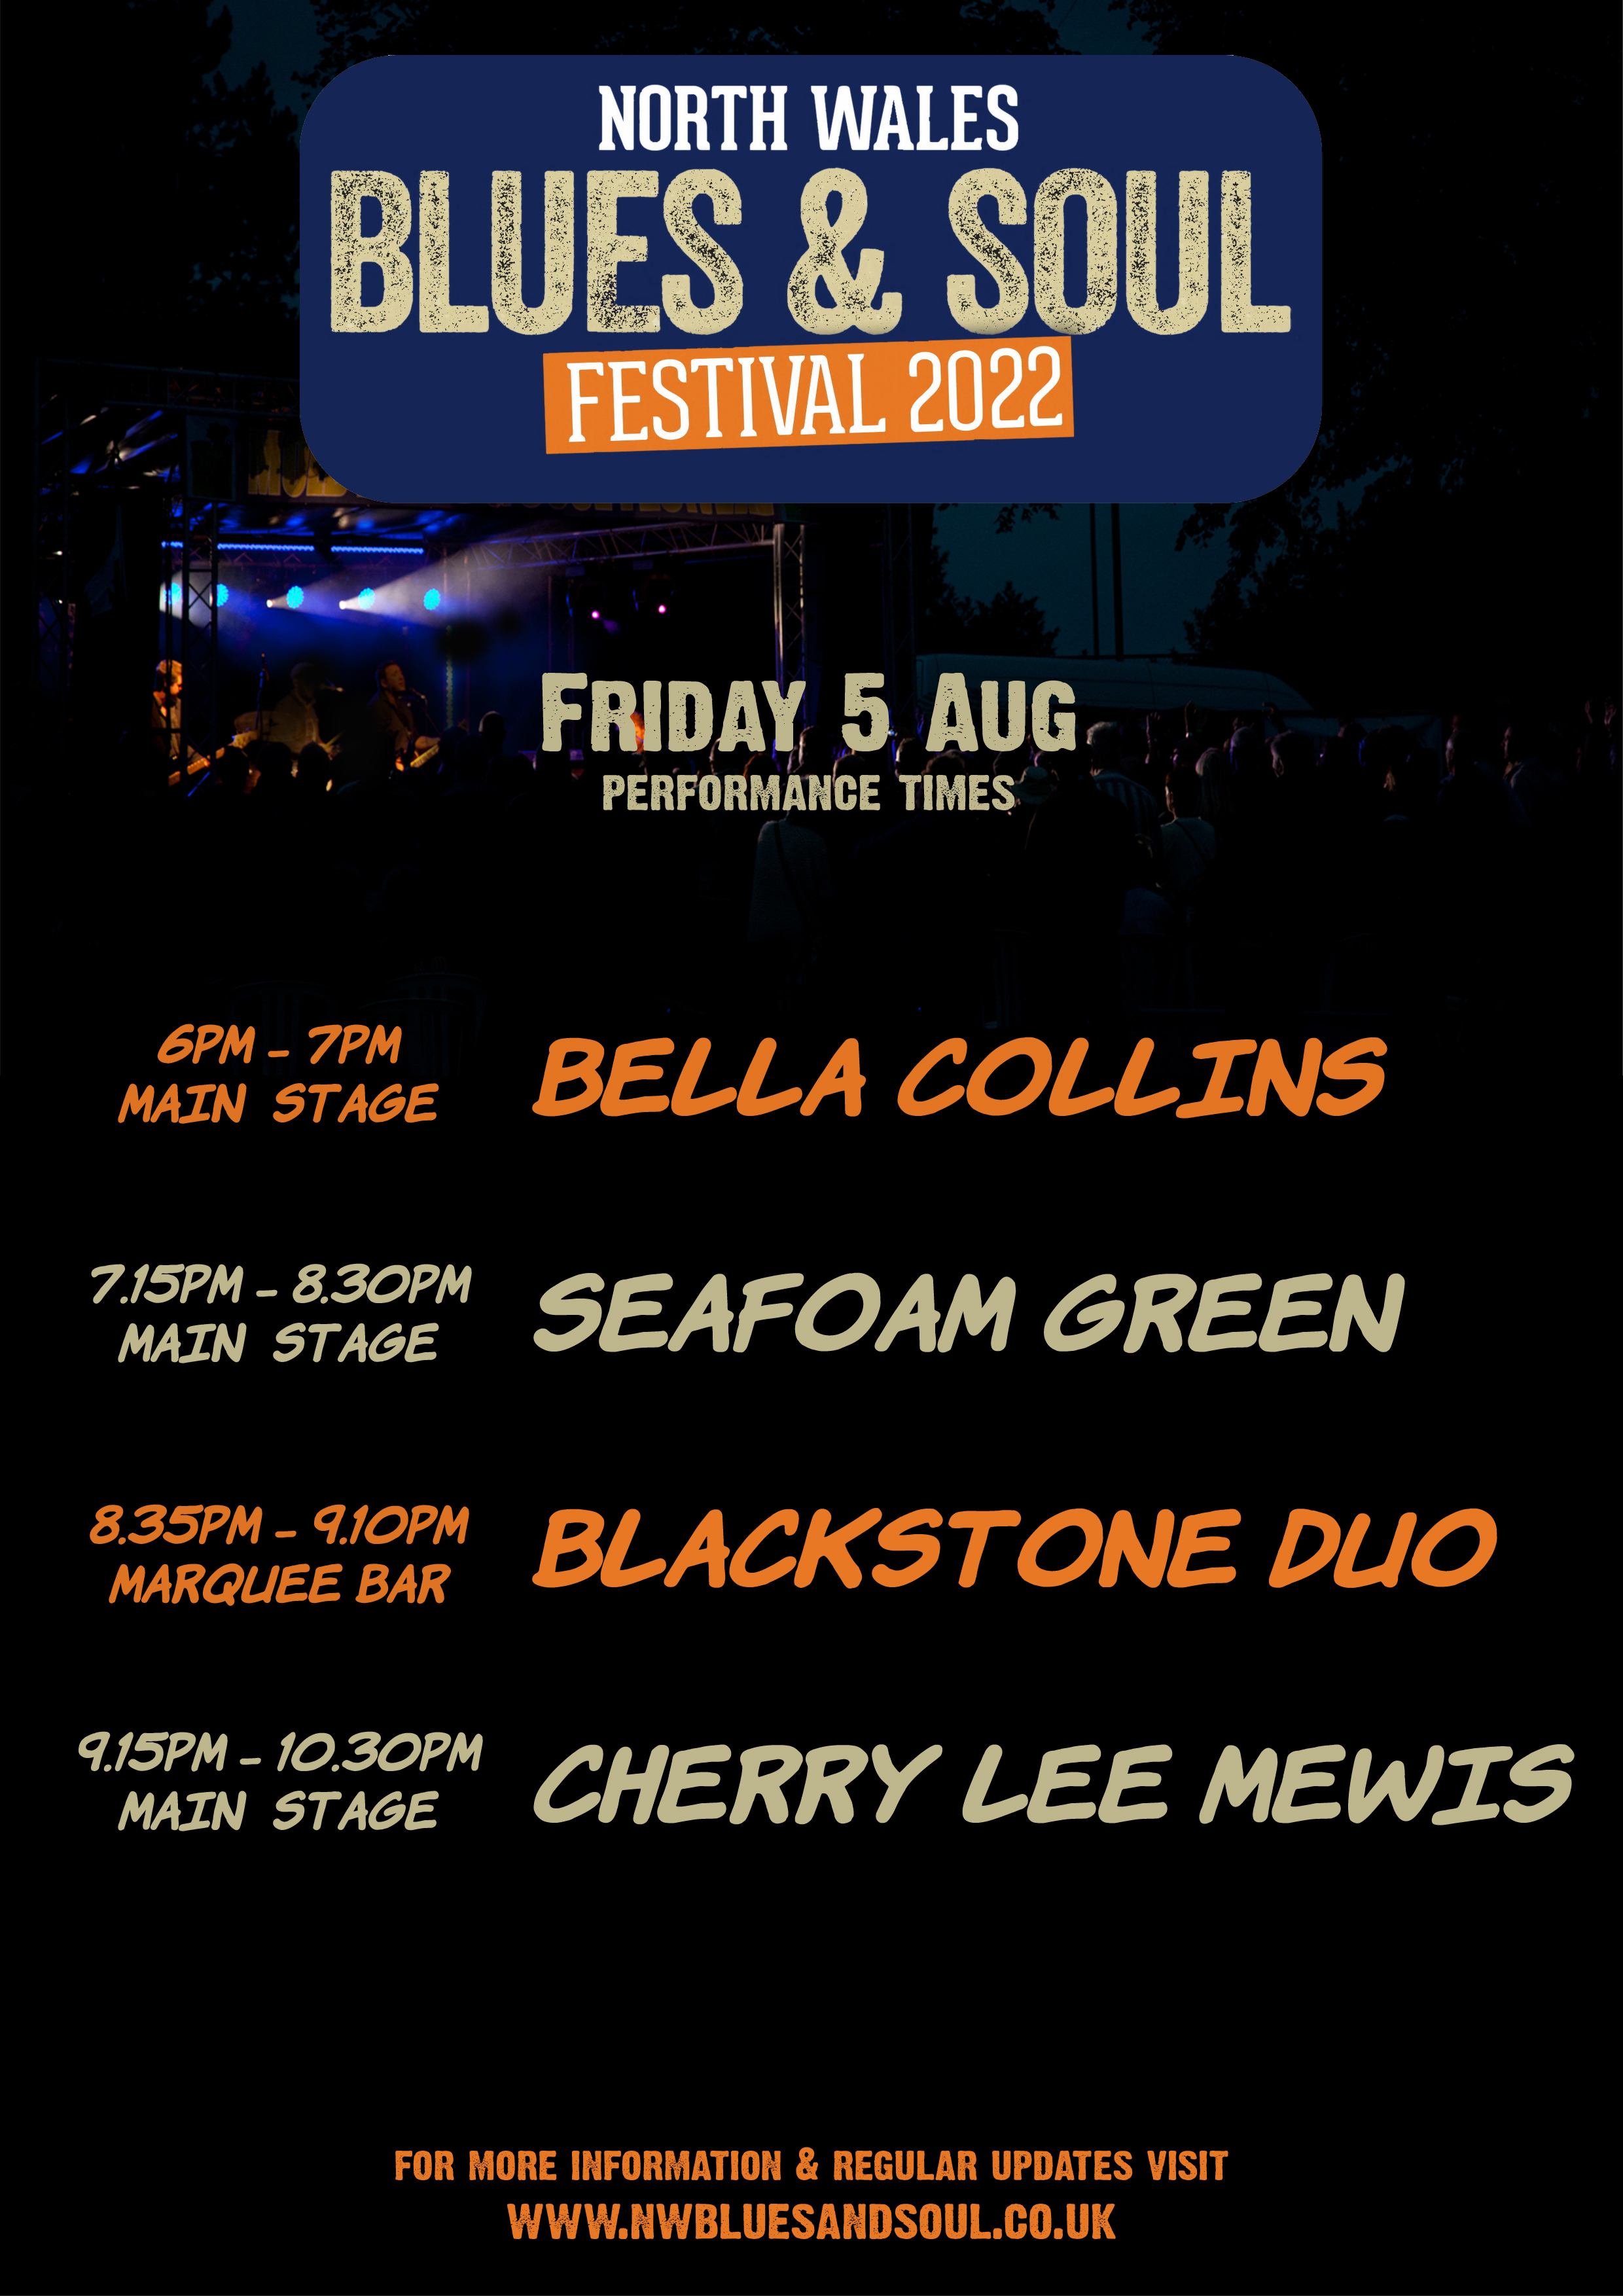 NORTH WALES
BLUES & SOUL
FESTIVAL 2022
FRIDAY 5 AUG
PERFORMANCE TIMES
6PM - 7PM
MAIN STAGE
BELLA COLLINS
7.15PM - 8.30PM
MAIN STAGE
SEAFOAM GREEN
8.35PM - 9.10PM
MARQUEE BAR
BLACKSTONE DUO
9.15PM - 10.30PM
MAIN STAGE
CHERRY LEE MEWIS
FOR MORE INFORMATION & REGULAR UPDATES VISIT
WWW.NWBLUESANDSOUL.CO.UK